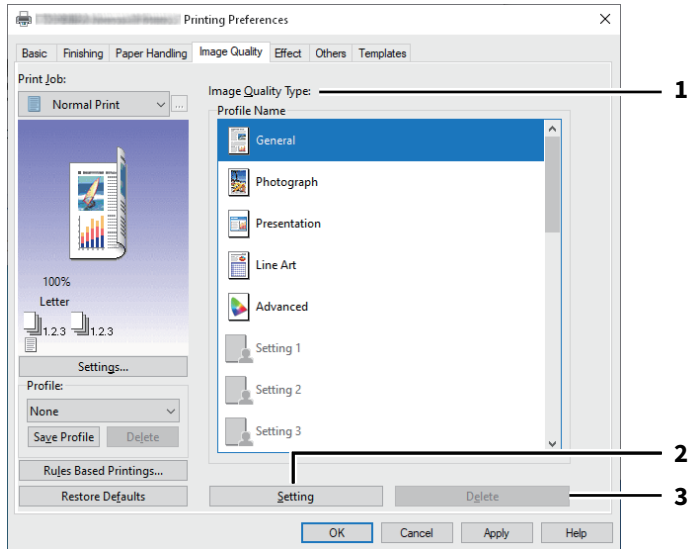 Printing Preferences
Basic Finishing Paper Handling Image Quality Effect Others Templates
Print Job:
Normal Print
...
100%
Letter
1.2.3 1.2.3
Settings...
Profile:
None
Save Profile Delete
Rules Based Printings...
Restore Defaults
Image Quality Type:
Profile Name
General
Photograph
Presentation
Line Art
Advanced
Setting 1
Setting 2
Setting 3
Setting Delete
OK Cancel Apply Help
1
2
3